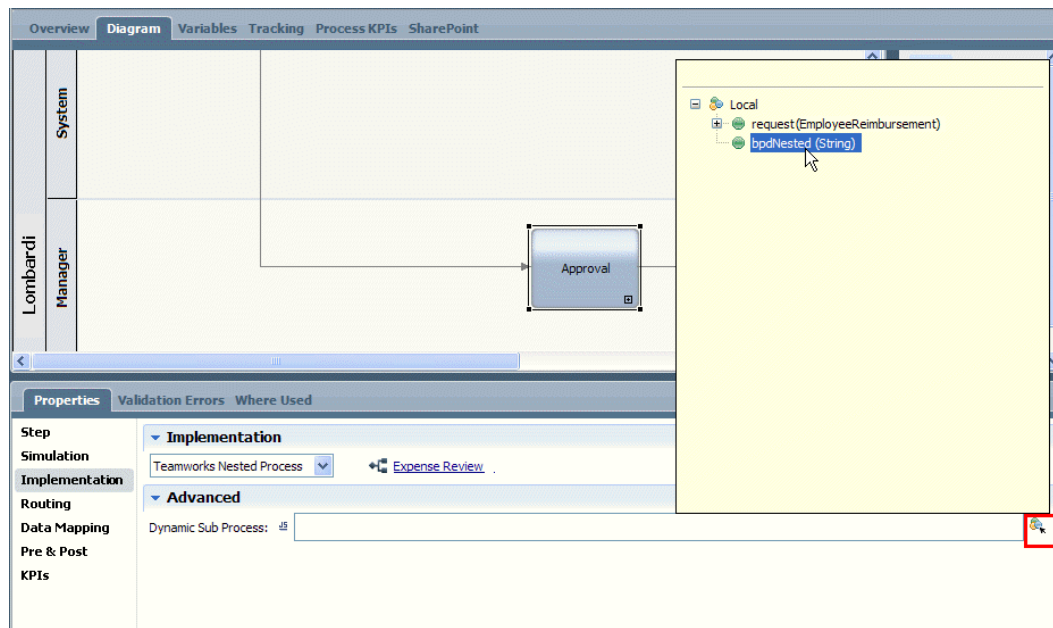 Overview Diagram Variables Tracking Process KPIs SharePoint
System
Local
request(EmployeeReimbursement)
bpdNested (String)
Lombardi
Manager
Approval
Properties Validation Errors Where Used
Step
Simulation
Implementation
Routing
Data Mapping
Pre & Post
KPIs
Implementation
Teamworks Nested Process Expense Review
Advanced
Dynamic Sub Process: JS